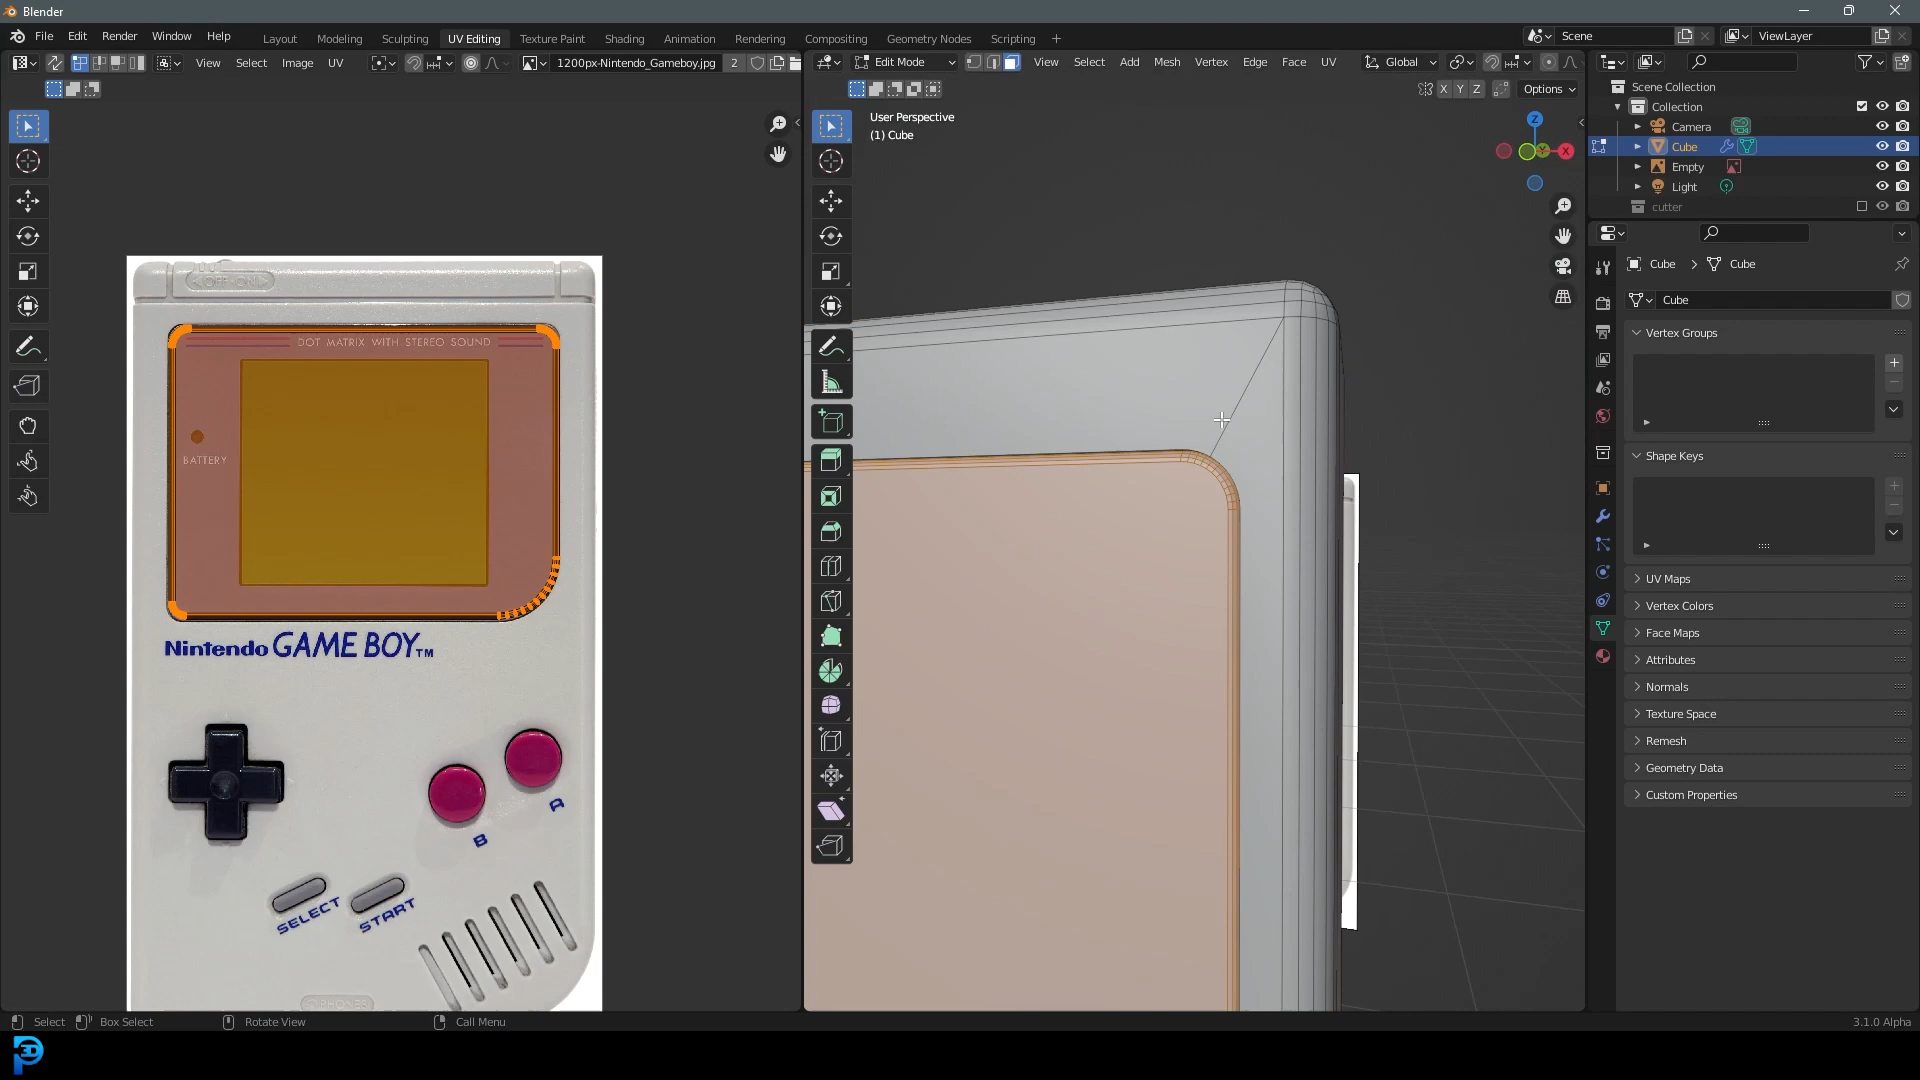 Blender
File Edit Render Window Help
Layout Modeling Sculpting UV Editing Texture Paint Shading Animation Rendering Compositing Geometry Nodes Scripting +
Scene
ViewLayer
View Select Image UV
1200px-Nintendo_Gameboy.jpg 2
Edit Mode View Select Add Mesh Vertex Edge Face UV Global
X Y Z Options
User Perspective
(1) Cube
Z
Y
X
Scene Collection
Collection
Camera
Cube
Empty
Light
cutter
Cube > Cube
Cube
Vertex Groups
Shape Keys
UV Maps
Vertex Colors
Face Maps
Attributes
Normals
Texture Space
Remesh
Geometry Data
Custom Properties
OFF•ON
DOT MATRIX WITH STEREO SOUND
BATTERY
Nintendo GAME BOY TM
A
B
SELECT START
PHONES
Select Box Select Rotate View Call Menu
3.1.0 Alpha
3D